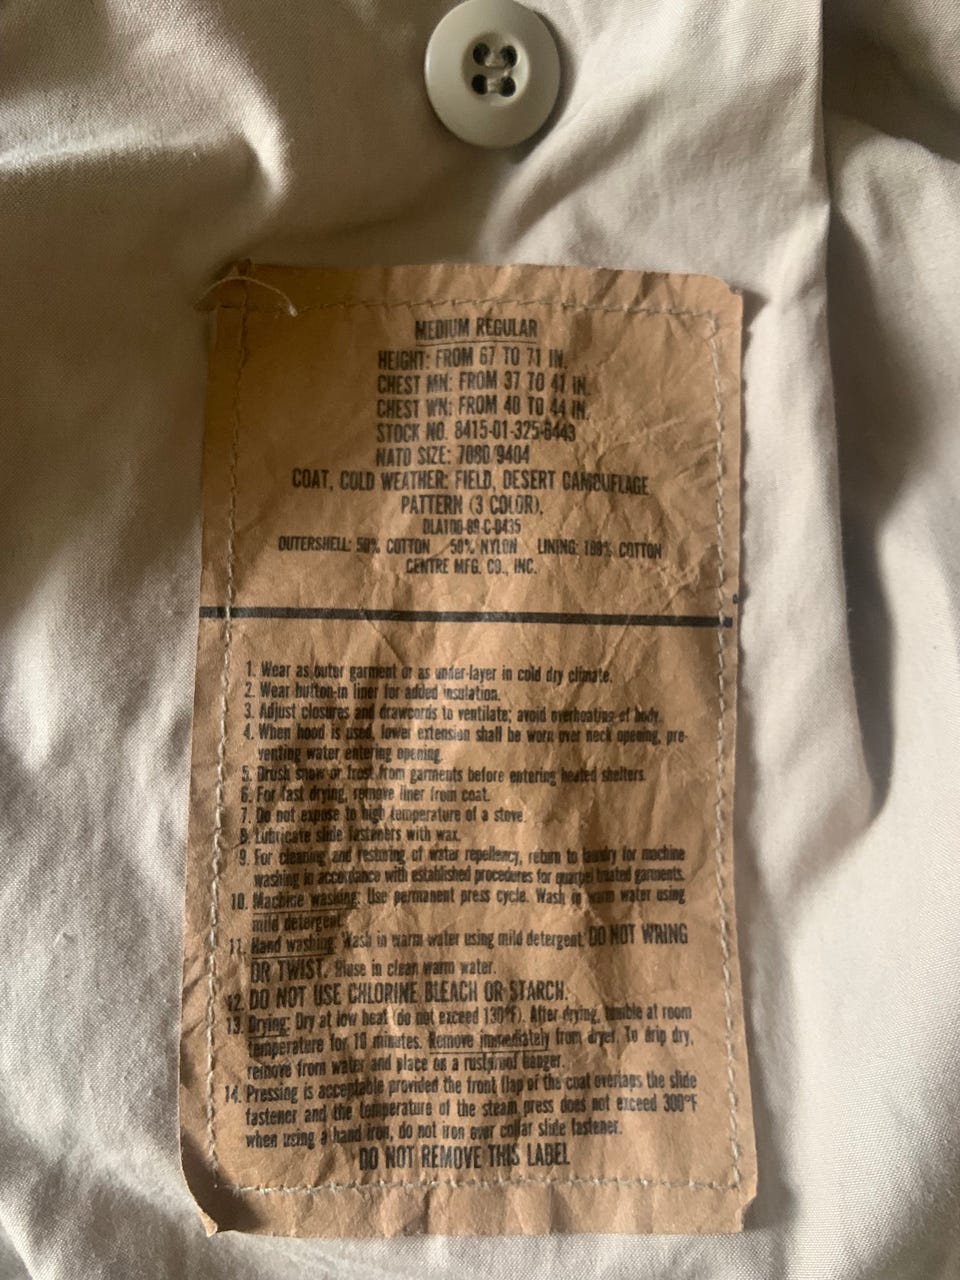 MEDIUM REGULAR
HEIGHT: FROM 67 TO 71 IN.
CHEST MN: FROM 37 TO 41 IN.
CHEST WN: FROM 40 TO 44 IN.
STOCK NO. 8415-01-325-6443
NATO SIZE: 7080/9404
COAT, COLD WEATHER: FIELD, DESERT CAMOUFLAGE
PATTERN (3 COLOR).
DLA100-89-C-0435
OUTERSHELL: 50% COTTON 50% NYLON LINING: 100% COTTON
CENTRE MFG. CO., INC.
1. Wear as outer garment or as under-layer in cold dry climate.
2. Wear button-in liner for added insulation.
3. Adjust closures and drawcords to ventilate; avoid overheating of body.
4. When hood is used, lower extension shall be worn over neck opening, pre-
venting water entering opening.
5. Brush snow or frost from garments before entering heated shelters.
6. For fast drying, remove liner from coat.
7. Do not expose to high temperature of a stove.
8. Lubricate slide fasteners with wax.
9. For cleaning and restoring of water repellency, return to laundry for machine
washing in accordance with established procedures for quarpel treated garments.
10. Machine washing: Use permanent press cycle. Wash in warm water using
mild detergent.
11. Hand washing: Wash in warm water using mild detergent. DO NOT WRING
OR TWIST. Rinse in clean warm water.
12. DO NOT USE CHLORINE BLEACH OR STARCH.
13. Drying: Dry at low heat (do not exceed 130°F). After drying, tumble at room
temperature for 10 minutes. Remove immediately from dryer. To drip dry,
remove from water and place on a rustproof hanger.
14. Pressing is acceptable provided the front flap of the coat overlaps the slide
fastener and the temperature of the steam press does not exceed 300°F
when using a hand iron, do not iron over collar slide fastener.
DO NOT REMOVE THIS LABEL